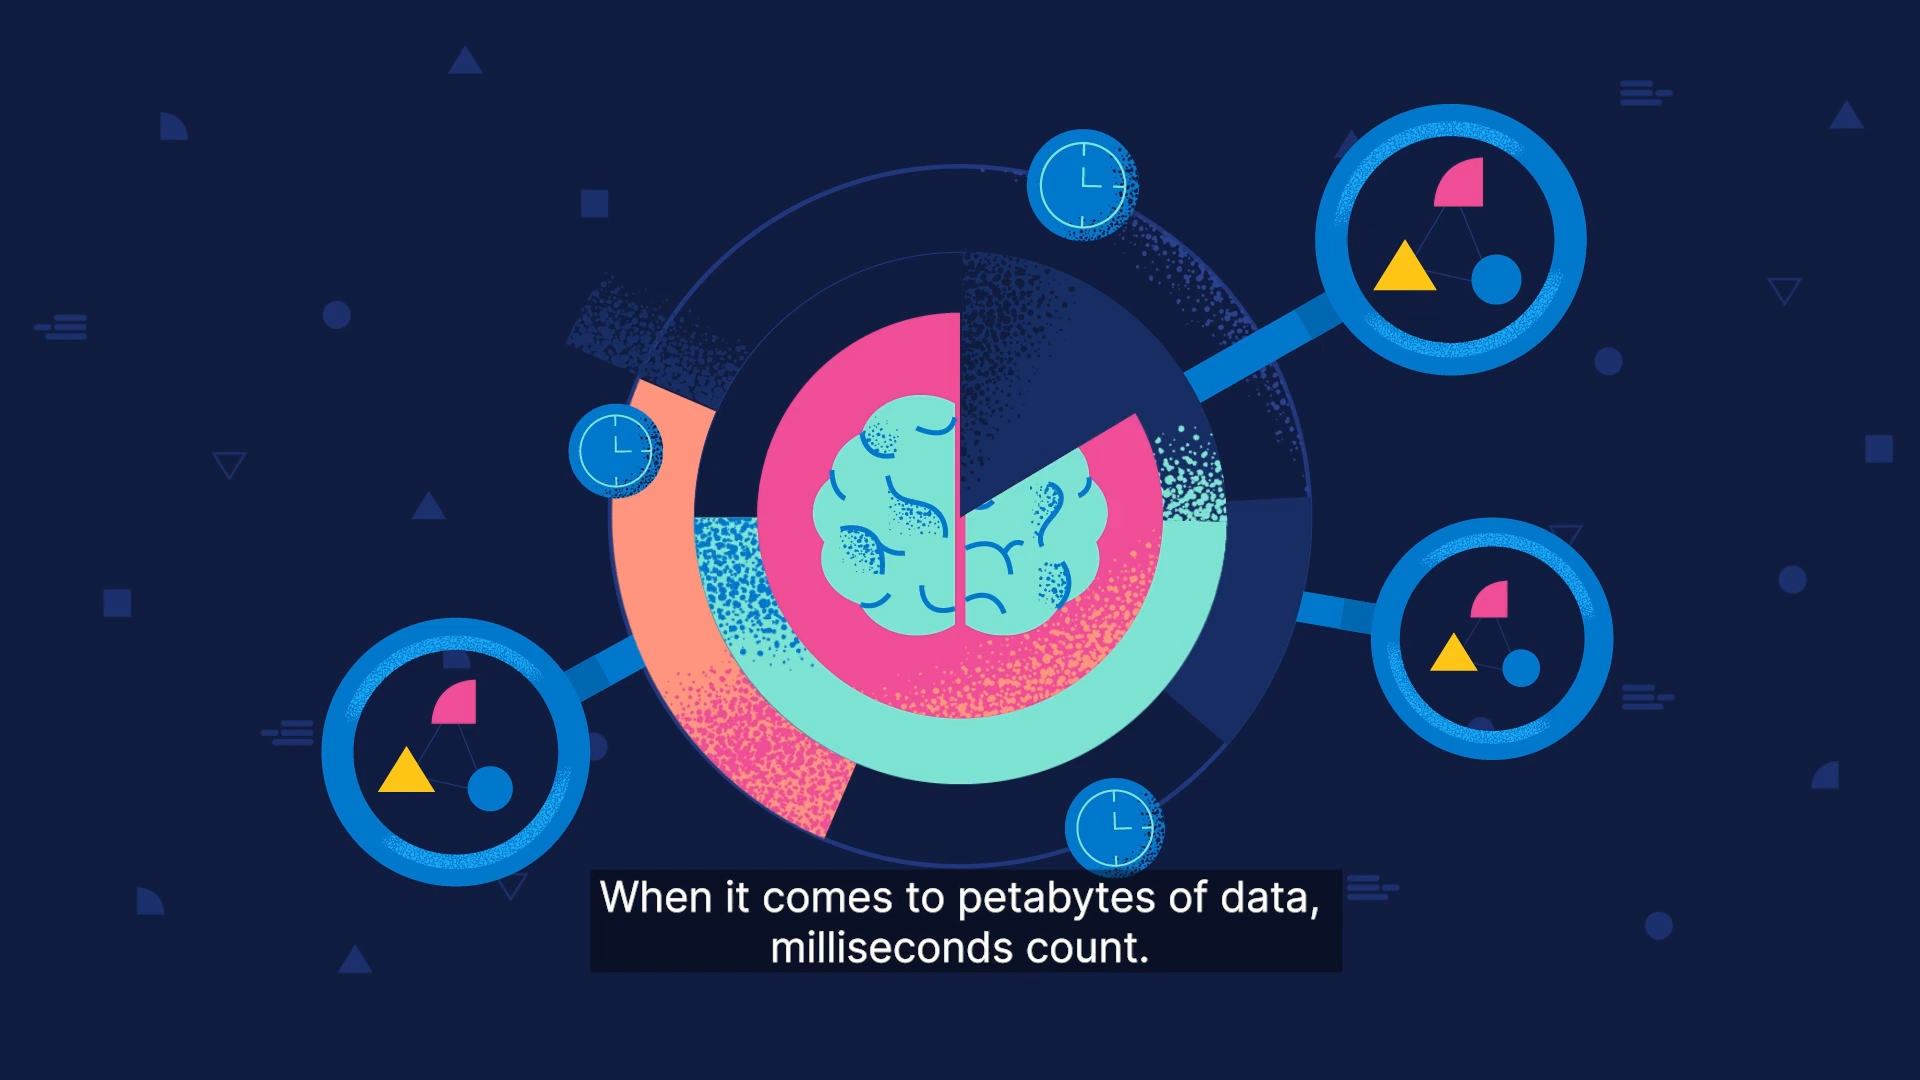 When it comes to petabytes of data,
milliseconds count.